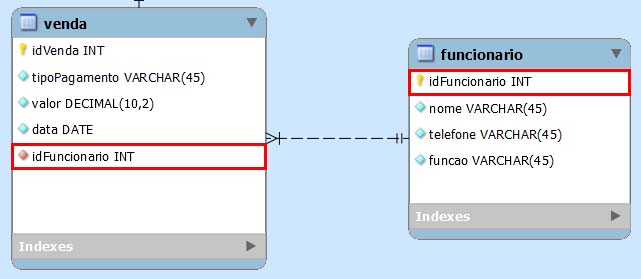 venda
idVenda INT
tipoPagamento VARCHAR(45)
valor DECIMAL(10,2)
data DATE
idFuncionario INT
Indexes
funcionario
idFuncionario INT
nome VARCHAR(45)
telefone VARCHAR(45)
funcao VARCHAR(45)
Indexes